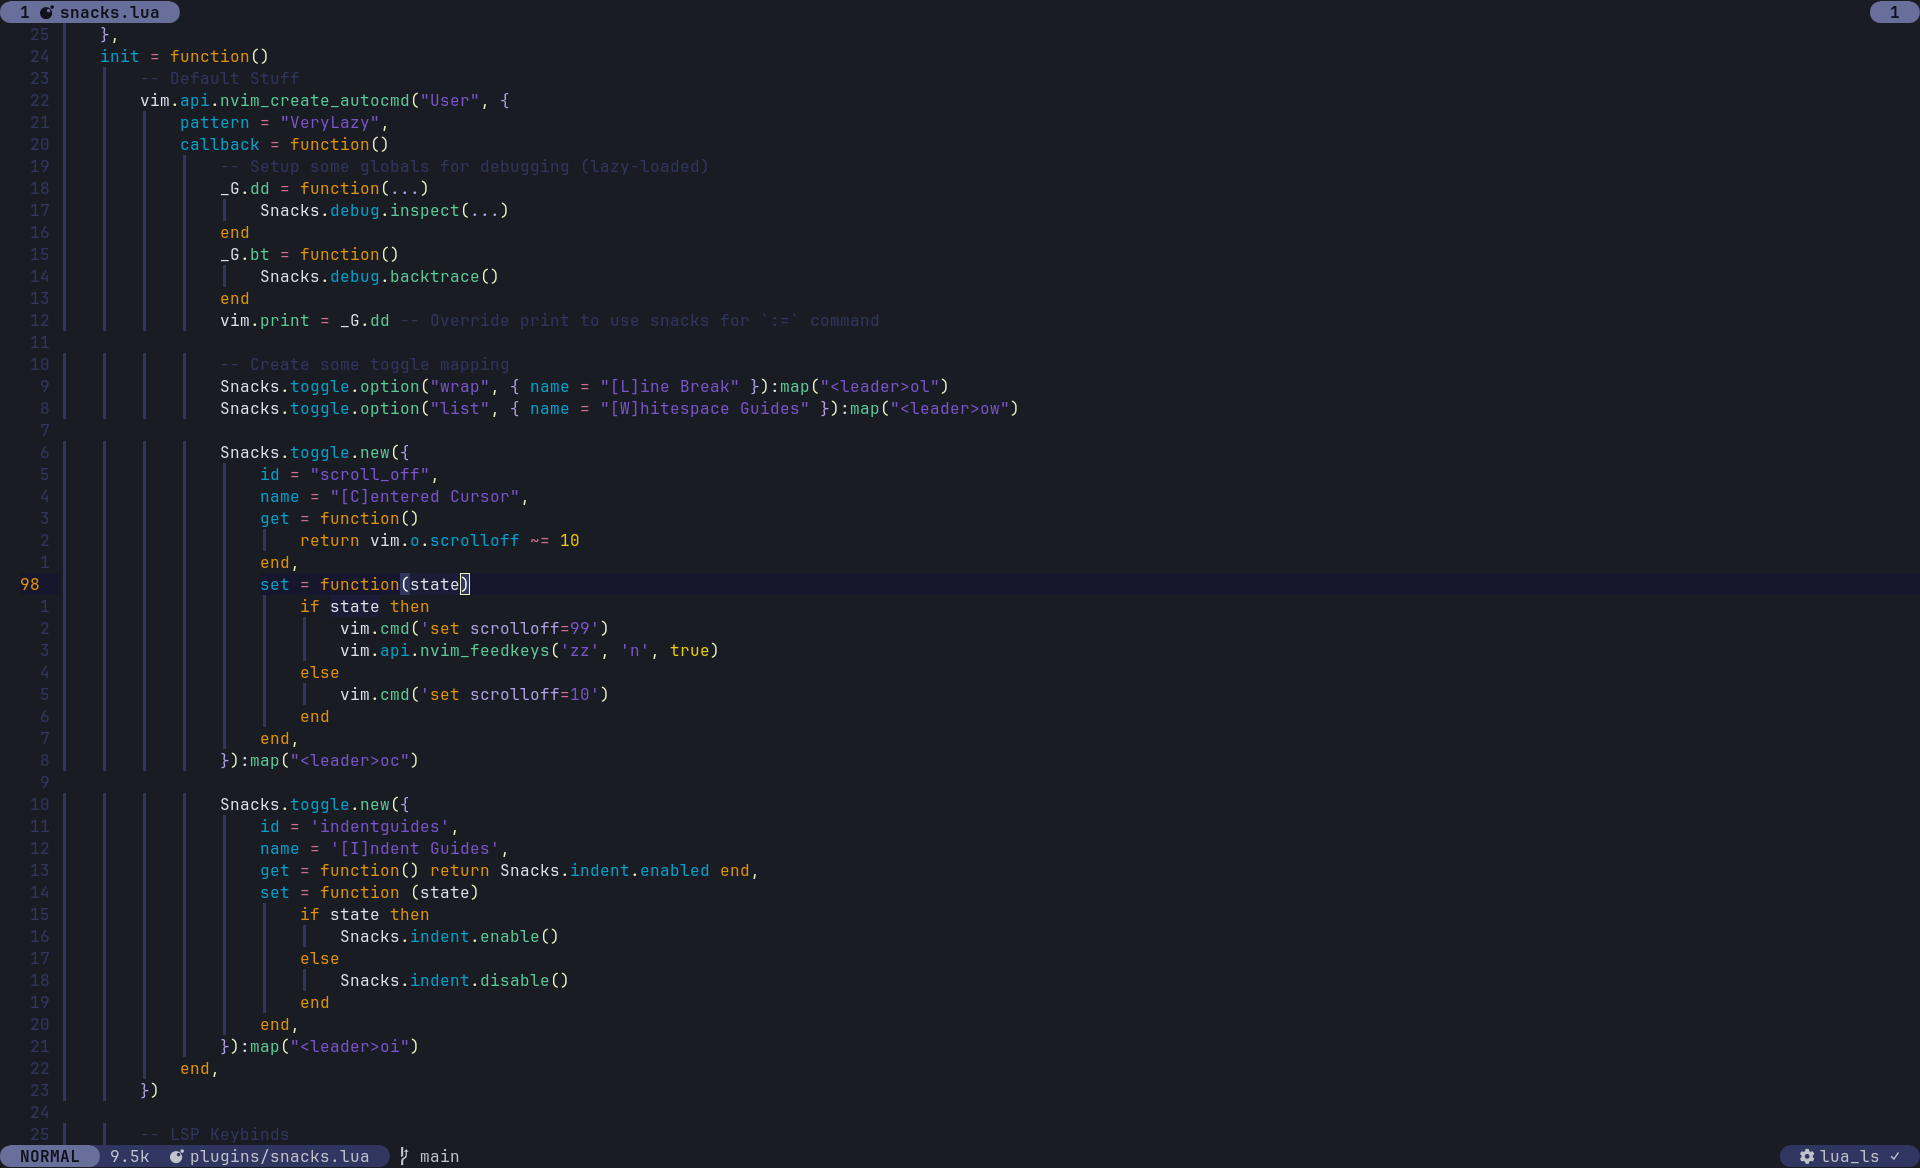 1 snacks.lua 1
25 },
24 init = function()
23 -- Default Stuff
22 vim.api.nvim_create_autocmd("User", {
21 pattern = "VeryLazy",
20 callback = function()
19 -- Setup some globals for debugging (lazy-loaded)
18 _G.dd = function(...)
17 Snacks.debug.inspect(...)
16 end
15 _G.bt = function()
14 Snacks.debug.backtrace()
13 end
12 vim.print = _G.dd -- Override print to use snacks for `:=` command
11
10 -- Create some toggle mapping
9 Snacks.toggle.option("wrap", { name = "[L]ine Break" }):map("<leader>ol")
8 Snacks.toggle.option("list", { name = "[W]hitespace Guides" }):map("<leader>ow")
7
6 Snacks.toggle.new({
5 id = "scroll_off",
4 name = "[C]entered Cursor",
3 get = function()
2 return vim.o.scrolloff ~= 10
1 end,
98 set = function(state)
1 if state then
2 vim.cmd('set scrolloff=99')
3 vim.api.nvim_feedkeys('zz', 'n', true)
4 else
5 vim.cmd('set scrolloff=10')
6 end
7 end,
8 }):map("<leader>oc")
9
10 Snacks.toggle.new({
11 id = 'indentguides',
12 name = '[I]ndent Guides',
13 get = function() return Snacks.indent.enabled end,
14 set = function (state)
15 if state then
16 Snacks.indent.enable()
17 else
18 Snacks.indent.disable()
19 end
20 end,
21 }):map("<leader>oi")
22 end,
23 })
24
25 -- LSP Keybinds
NORMAL 9.5k plugins/snacks.lua main lua_ls ✓